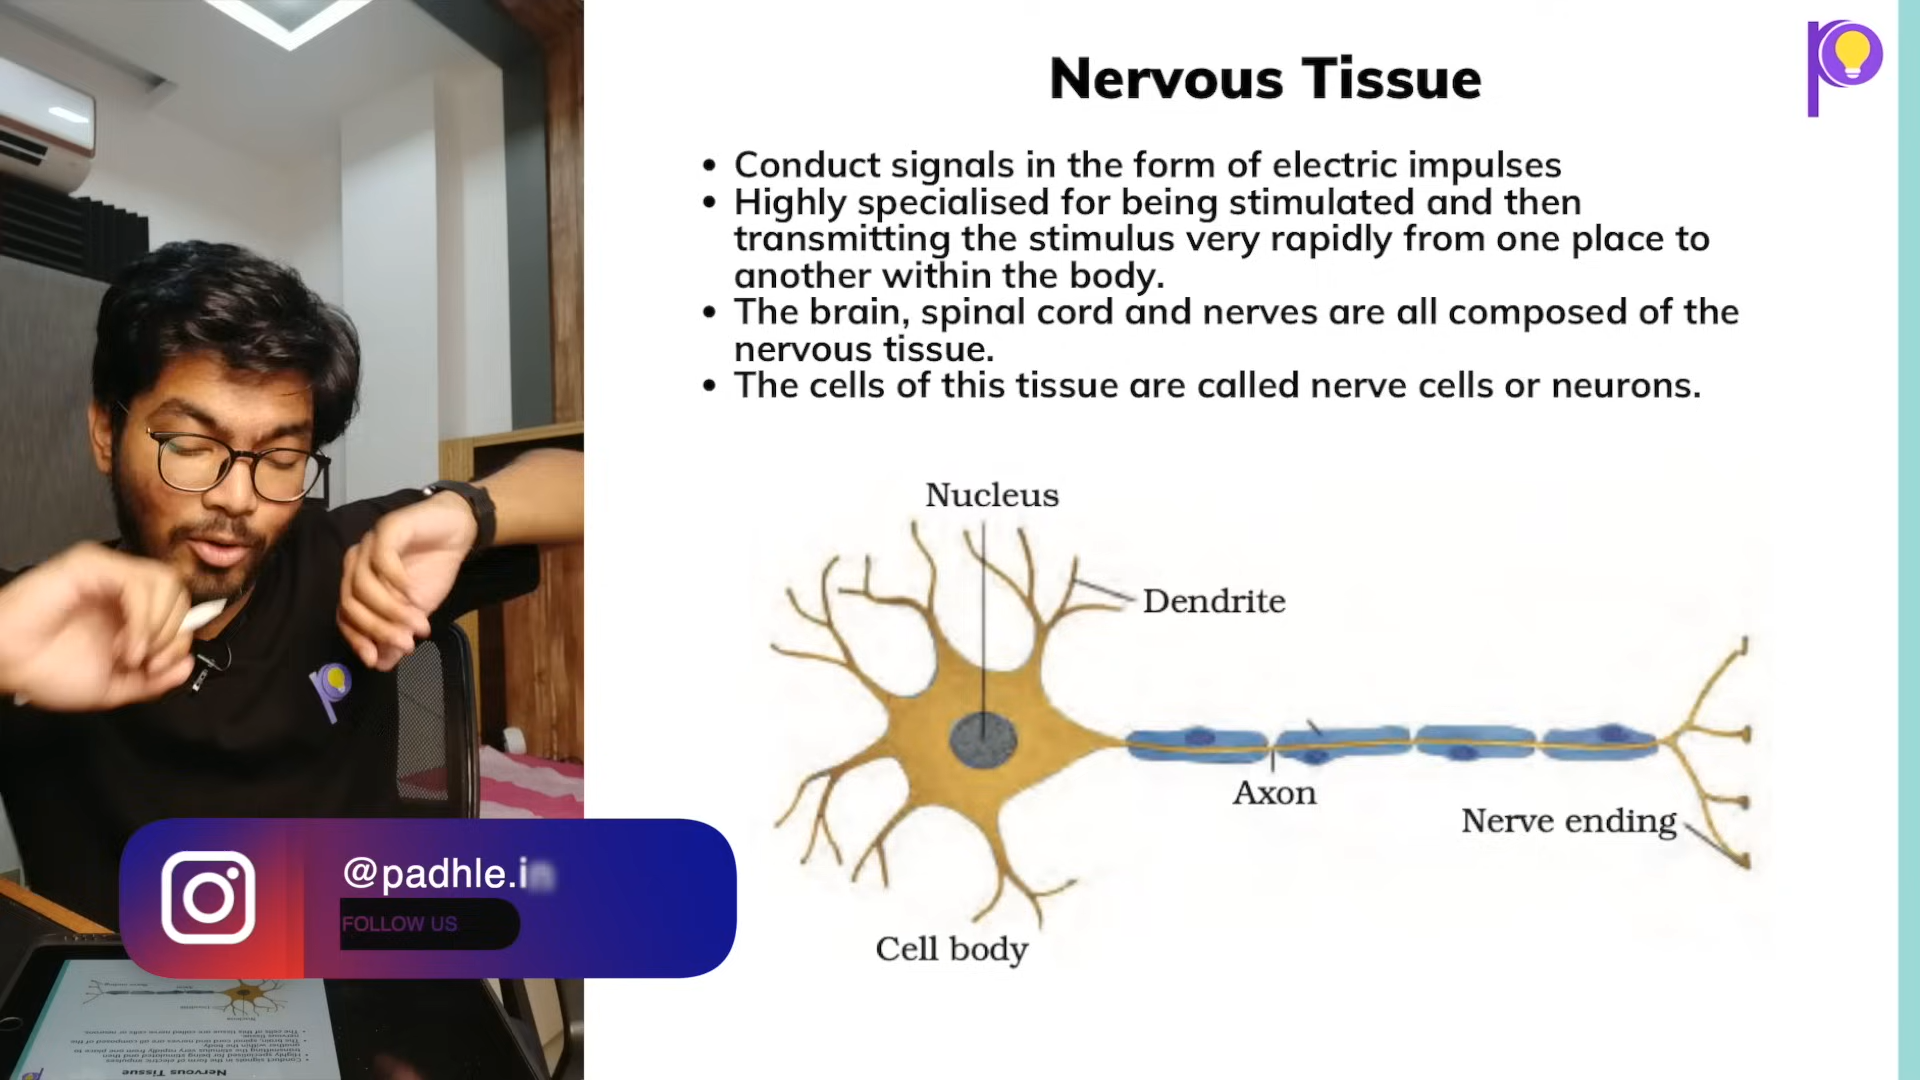 Nervous Tissue
• Conduct signals in the form of electric impulses
• Highly specialised for being stimulated and then
transmitting the stimulus very rapidly from one place to
another within the body.
• The brain, spinal cord and nerves are all composed of the
nervous tissue.
• The cells of this tissue are called nerve cells or neurons.
Nucleus
Dendrite
Axon
Nerve ending
Cell body
@padhle.in
FOLLOW US
Nervous Tissue